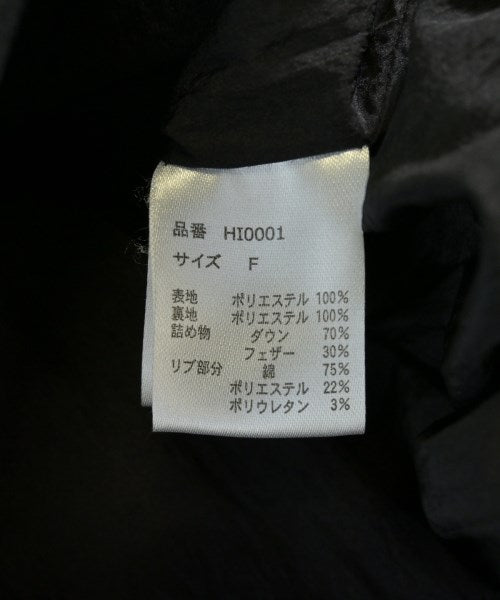 品番 HI0001
サイズ F
表地 ポリエステル 100%
裏地 ポリエステル 100%
詰め物 ダウン 70%
フェザー 30%
リブ部分 綿 75%
ポリエステル 22%
ポリウレタン 3%